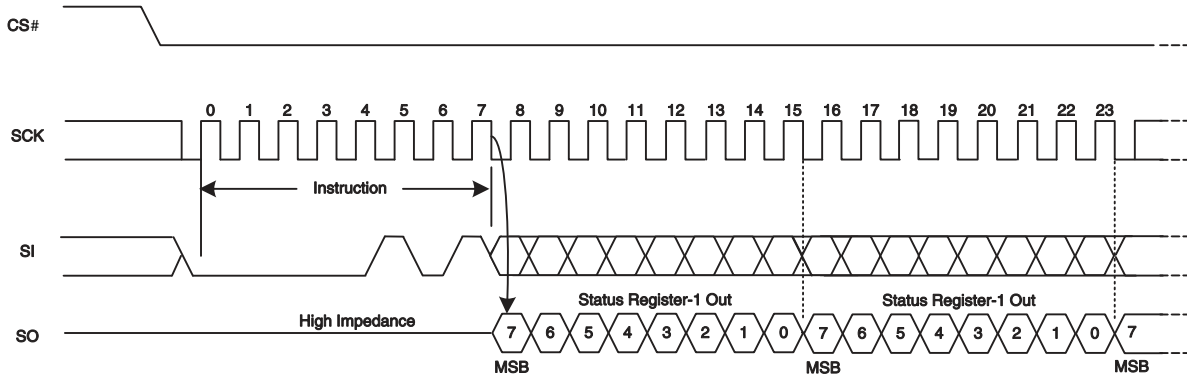 CS#
0 1 2 3 4 5 6 7 8 9 10 11 12 13 14 15 16 17 18 19 20 21 22 23
SCK
Instruction
SI
Status Register-1 Out Status Register-1 Out
High Impedance
SO 7 6 5 4 3 2 1 0 7 6 5 4 3 2 1 0 7
MSB MSB MSB